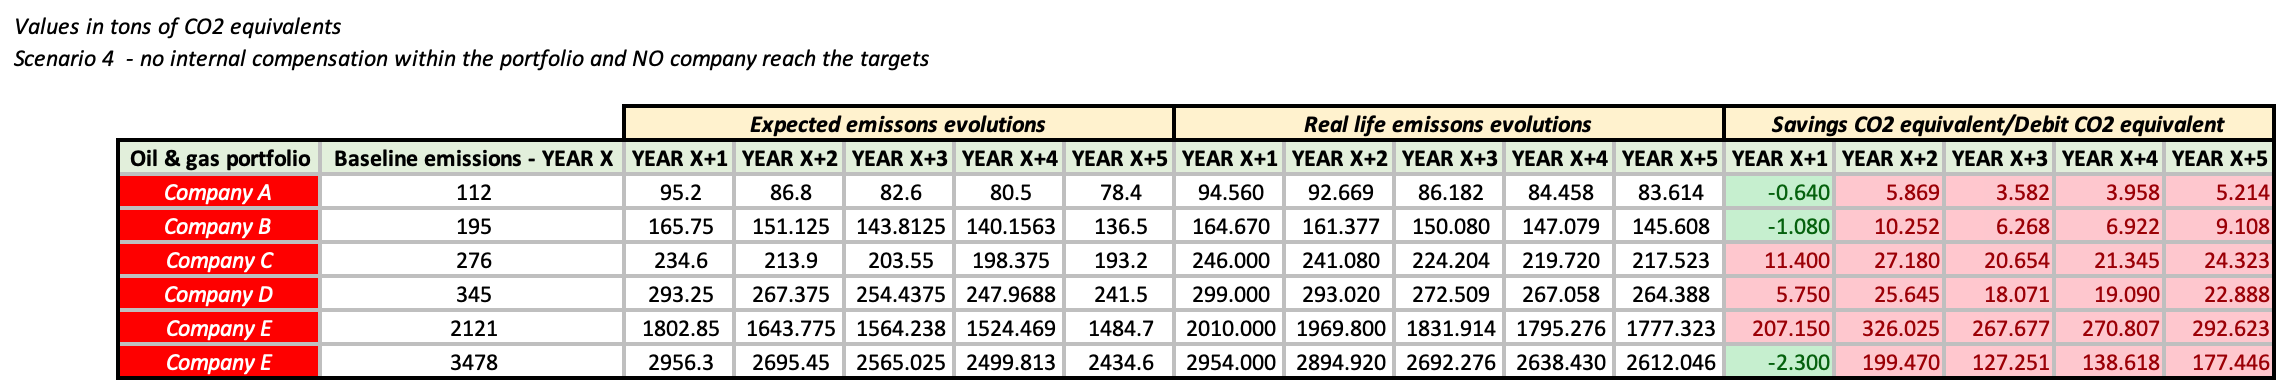 Values in tons of CO2 equivalents
Scenario 4 - no internal compensation within the portfolio and NO company reach the targets
Expected emissons evolutions Real life emissons evolutions Savings CO2 equivalent/Debit CO2 equivalent
Oil & gas portfolio Baseline emissions - YEAR X YEAR X+1 YEAR X+2 YEAR X+3 YEAR X+4 YEAR X+5 YEAR X+1 YEAR X+2 YEAR X+3 YEAR X+4 YEAR X+5 YEAR X+1 YEAR X+2 YEAR X+3 YEAR X+4 YEAR X+5
Company A 112 95.2 86.8 82.6 80.5 78.4 94.560 92.669 86.182 84.458 83.614 -0.640 5.869 3.582 3.958 5.214
Company B 195 165.75 151.125 143.8125 140.1563 136.5 164.670 161.377 150.080 147.079 145.608 -1.080 10.252 6.268 6.922 9.108
Company C 276 234.6 213.9 203.55 198.375 193.2 246.000 241.080 224.204 219.720 217.523 11.400 27.180 20.654 21.345 24.323
Company D 345 293.25 267.375 254.4375 247.9688 241.5 299.000 293.020 272.509 267.058 264.388 5.750 25.645 18.071 19.090 22.888
Company E 2121 1802.85 1643.775 1564.238 1524.469 1484.7 2010.000 1969.800 1831.914 1795.276 1777.323 207.150 326.025 267.677 270.807 292.623
Company E 3478 2956.3 2695.45 2565.025 2499.813 2434.6 2954.000 2894.920 2692.276 2638.430 2612.046 -2.300 199.470 127.251 138.618 177.446